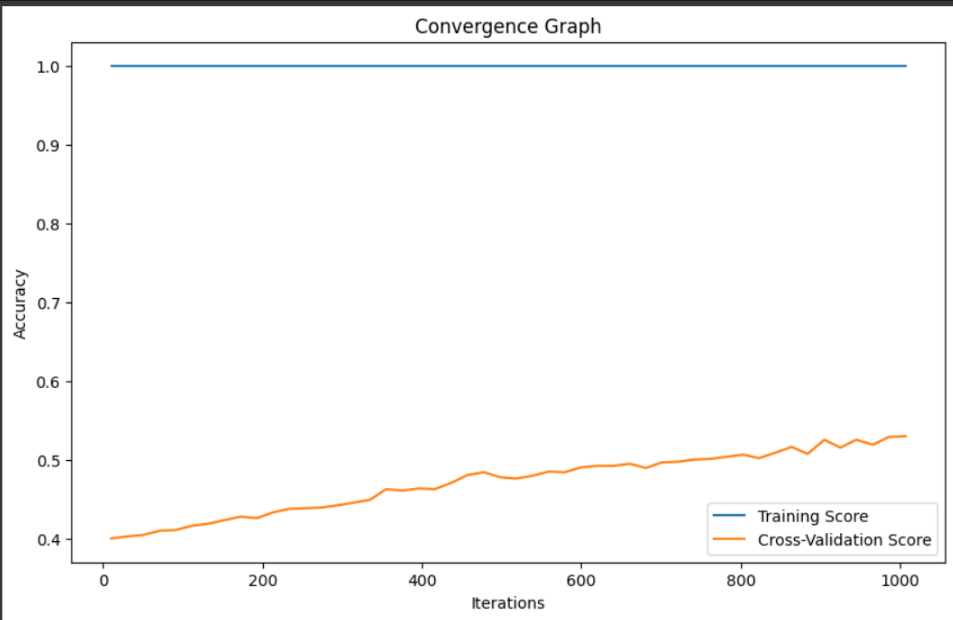 Convergence Graph
1.0
0.9
0.8
0.7
0.6
0.5
0.4
Accuracy
0
200
400
600
800
1000
Iterations
Training Score
Cross-Validation Score